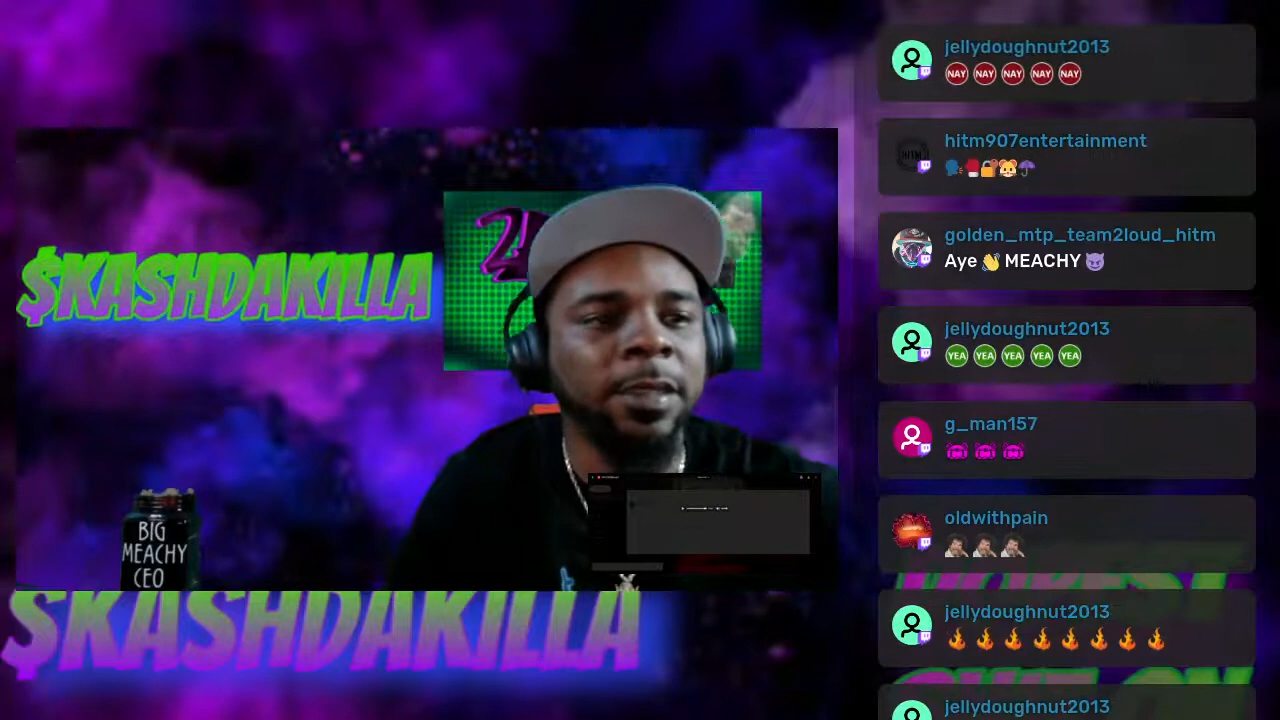 $KASHDAKILLA
BIG
MEACHY
CEO
$KASHDAKILLA
jellydoughnut2013
NAY NAY NAY NAY NAY
hitm907entertainment
golden_mtp_team2loud_hitm
Aye 👋 MEACHY 😈
jellydoughnut2013
YEA YEA YEA YEA YEA
g_man157
oldwithpain
jellydoughnut2013
🔥 🔥 🔥 🔥 🔥 🔥 🔥 🔥
jellydoughnut2013